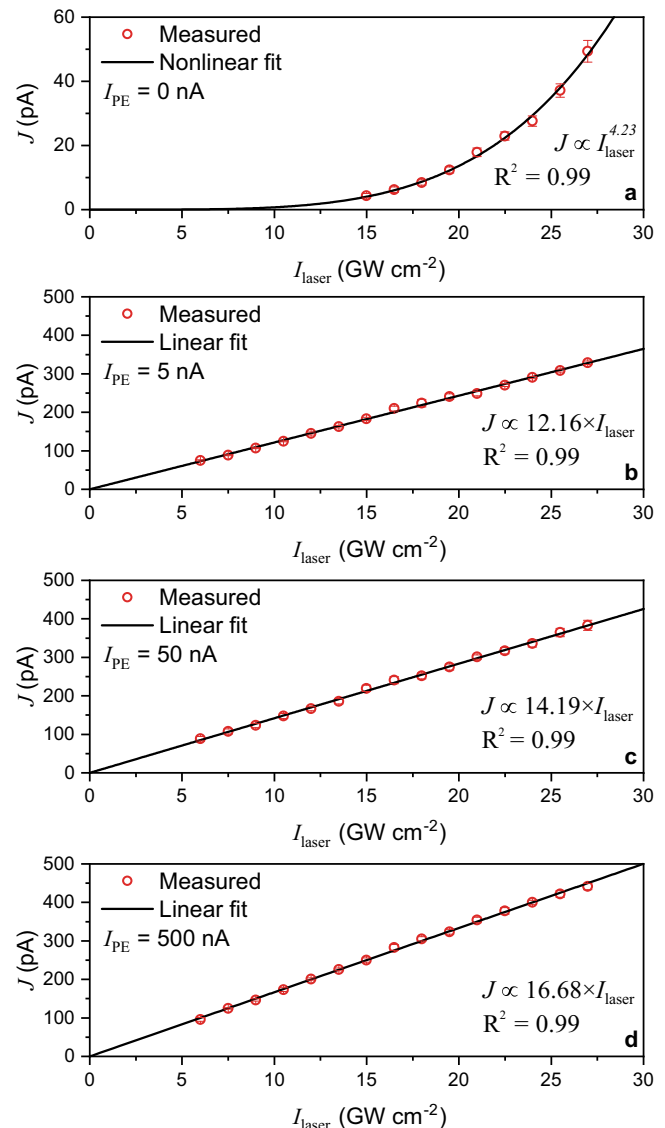 60
40
20
0
J (pA)
Measured
Nonlinear fit
I_PE = 0 nA
J ∝ I_laser^4.23
R² = 0.99
a
0 5 10 15 20 25 30
I_laser (GW cm⁻²)
500
400
300
200
100
0
J (pA)
Measured
Linear fit
I_PE = 5 nA
J ∝ 12.16×I_laser
R² = 0.99
b
0 5 10 15 20 25 30
I_laser (GW cm⁻²)
500
400
300
200
100
0
J (pA)
Measured
Linear fit
I_PE = 50 nA
J ∝ 14.19×I_laser
R² = 0.99
c
0 5 10 15 20 25 30
I_laser (GW cm⁻²)
500
400
300
200
100
0
J (pA)
Measured
Linear fit
I_PE = 500 nA
J ∝ 16.68×I_laser
R² = 0.99
d
0 5 10 15 20 25 30
I_laser (GW cm⁻²)